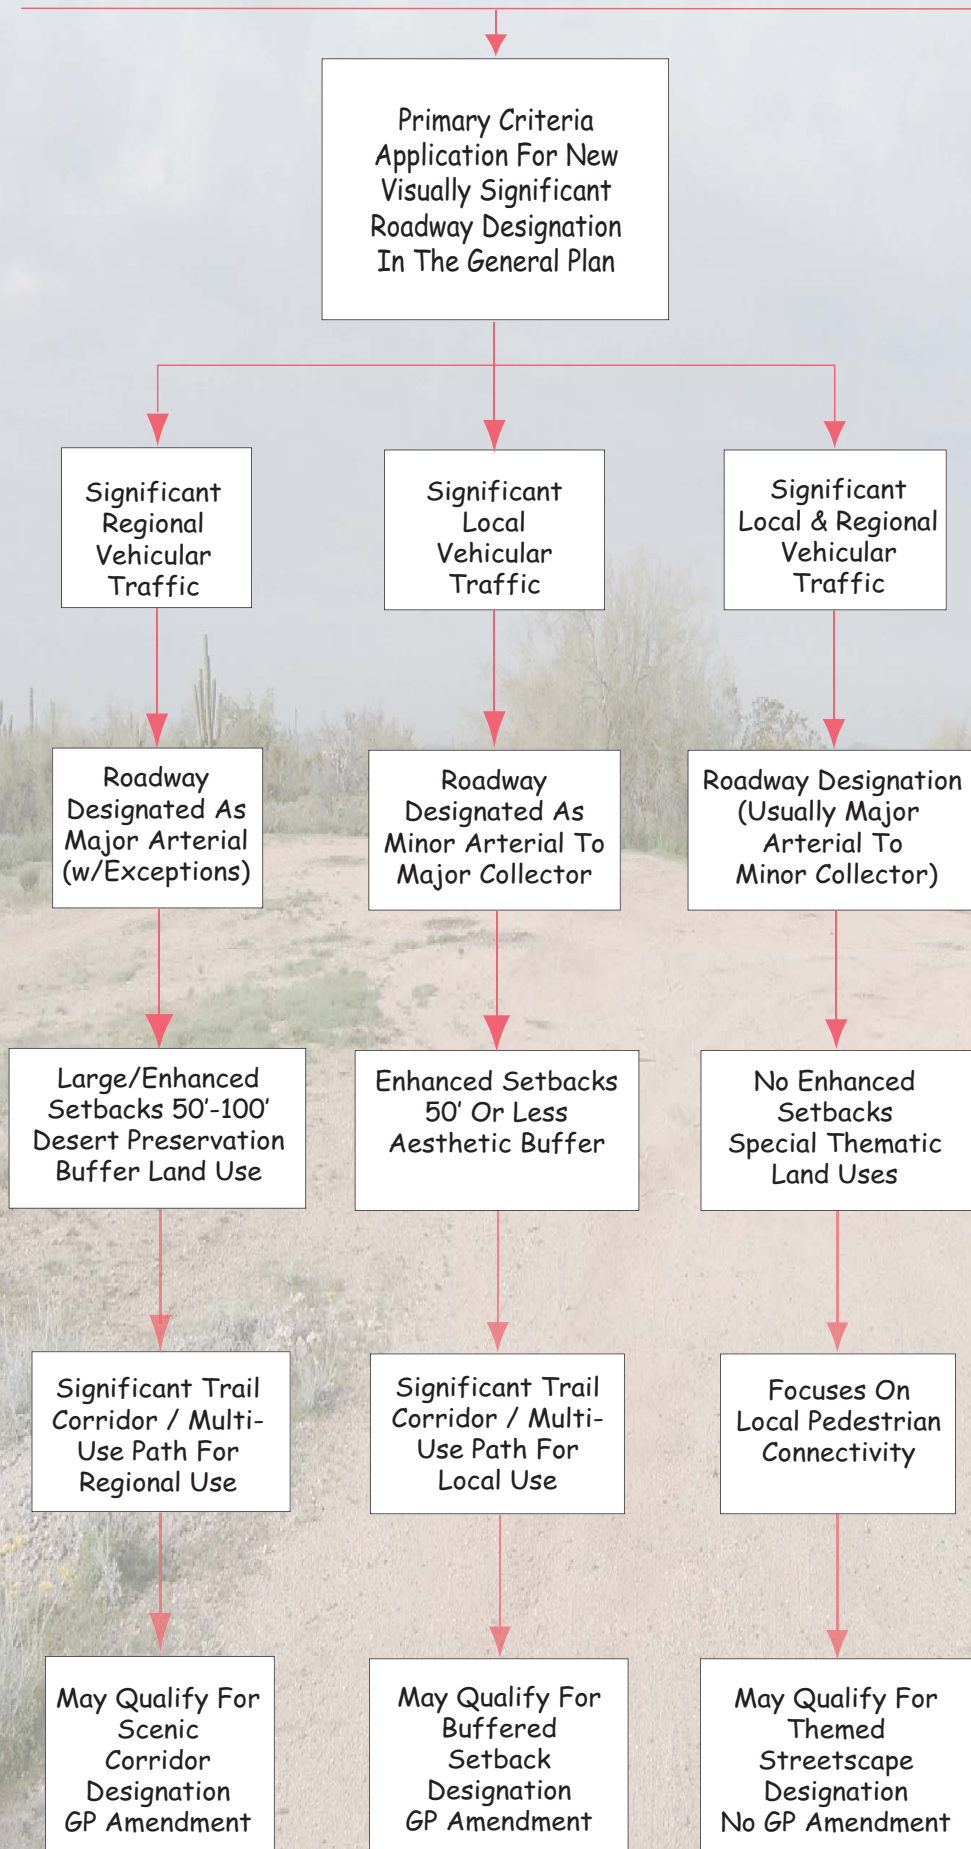 Primary Criteria
Application For New
Visually Significant
Roadway Designation
In The General Plan
Significant
Regional
Vehicular
Traffic
Significant
Local
Vehicular
Traffic
Significant
Local & Regional
Vehicular
Traffic
Roadway
Designated As
Major Arterial
(w/Exceptions)
Roadway
Designated As
Minor Arterial To
Major Collector
Roadway Designation
(Usually Major
Arterial To
Minor Collector)
Large/Enhanced
Setbacks 50'-100'
Desert Preservation
Buffer Land Use
Enhanced Setbacks
50' Or Less
Aesthetic Buffer
No Enhanced
Setbacks
Special Thematic
Land Uses
Significant Trail
Corridor / Multi-
Use Path For
Regional Use
Significant Trail
Corridor / Multi-
Use Path For
Local Use
Focuses On
Local Pedestrian
Connectivity
May Qualify For
Scenic
Corridor
Designation
GP Amendment
May Qualify For
Buffered
Setback
Designation
GP Amendment
May Qualify For
Themed
Streetscape
Designation
No GP Amendment